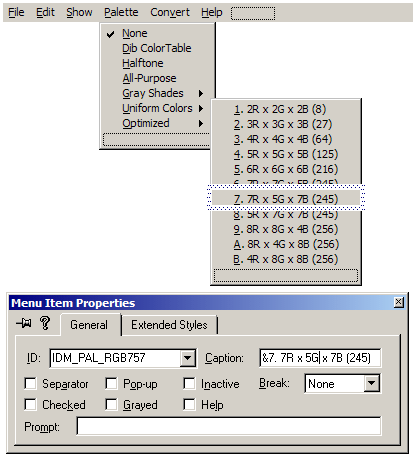 File Edit Show Palette Convert Help
None
Dib ColorTable
Halftone
All-Purpose
Gray Shades
Uniform Colors
Optimized
1. 2R x 2G x 2B (8)
2. 3R x 3G x 3B (27)
3. 4R x 4G x 4B (64)
4. 5R x 5G x 5B (125)
5. 6R x 6G x 6B (216)
7. 7R x 5G x 7B (245)
8. 5R x 7G x 7B (245)
9. 8R x 8G x 4B (256)
A. 8R x 4G x 8B (256)
B. 4R x 8G x 8B (256)
Menu Item Properties
General Extended Styles
ID: IDM_PAL_RGB757 Caption: &7. 7R x 5G x 7B (245)
Separator Pop-up Inactive Break: None
Checked Grayed Help
Prompt: